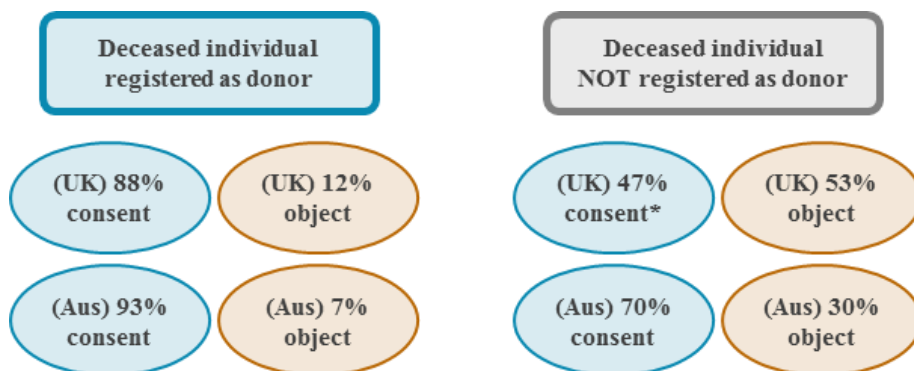 Deceased individual
registered as donor
Deceased individual
NOT registered as donor
(UK) 88%
consent
(UK) 12%
object
(UK) 47%
consent*
(UK) 53%
object
(Aus) 93%
consent
(Aus) 7%
object
(Aus) 70%
consent
(Aus) 30%
object